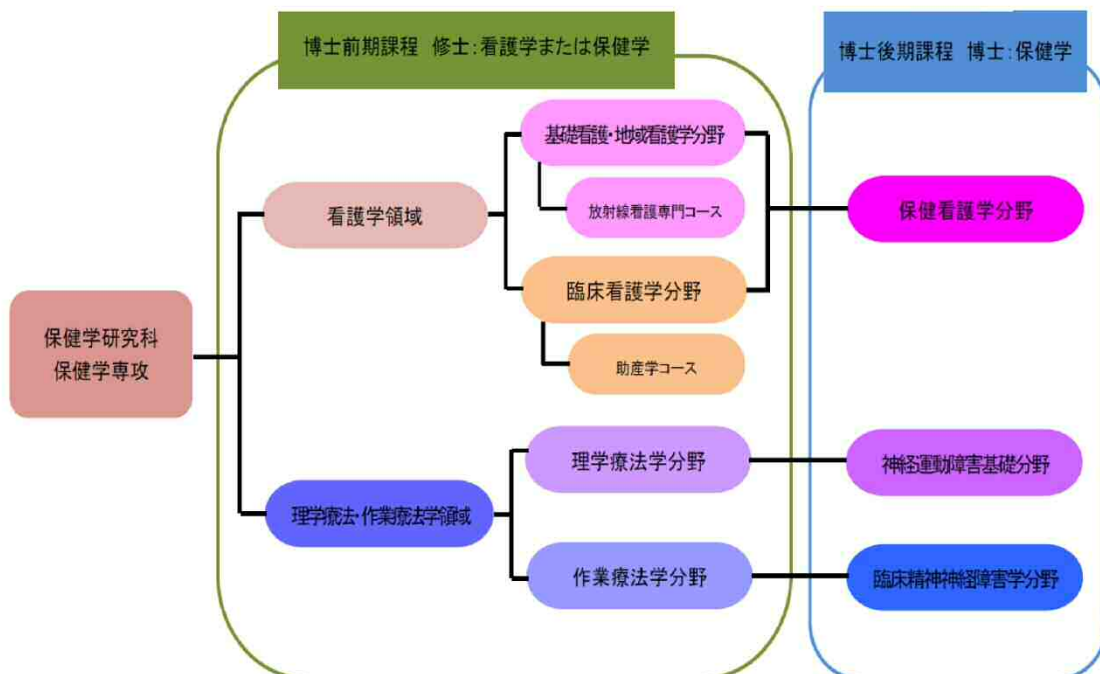 博士前期課程 修士:看護学または保健学
博士後期課程 博士:保健学
基礎看護・地域看護学分野
放射線看護専門コース
看護学領域
保健看護学分野
臨床看護学分野
助産学コース
保健学研究科
保健学専攻
理学療法学分野
神経運動障害基礎分野
理学療法・作業療法学領域
作業療法学分野
臨床精神神経障害学分野